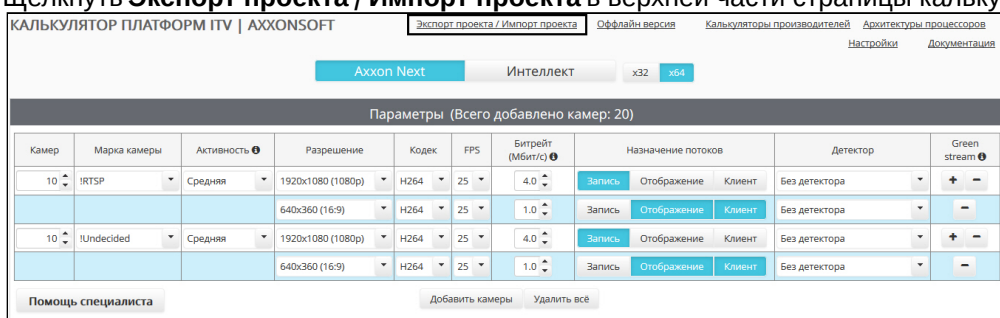 щелкнуть Экспорт проекта / Импорт проекта в верхней части страницы кальку
КАЛЬКУЛЯТОР ПЛАТФОРМ ITV | AXXONSOFT Экспорт проекта / Импорт проекта Оффлайн версия Калькуляторы производителей Архитектуры процессоров
Настройки Документация
Axxon Next Интеллект x32 x64
Параметры (Всего добавлено камер: 20)
Камер Марка камеры Активность Разрешение Кодек FPS Битрейт (Мбит/с) Назначение потоков Детектор Green stream
10 !RTSP Средняя 1920x1080 (1080p) H264 25 4.0 Запись Отображение Клиент Без детектора + −
640x360 (16:9) H264 25 1.0 Запись Отображение Клиент Без детектора −
10 !Undecided Средняя 1920x1080 (1080p) H264 25 4.0 Запись Отображение Клиент Без детектора + −
640x360 (16:9) H264 25 1.0 Запись Отображение Клиент Без детектора −
Помощь специалиста Добавить камеры Удалить всё